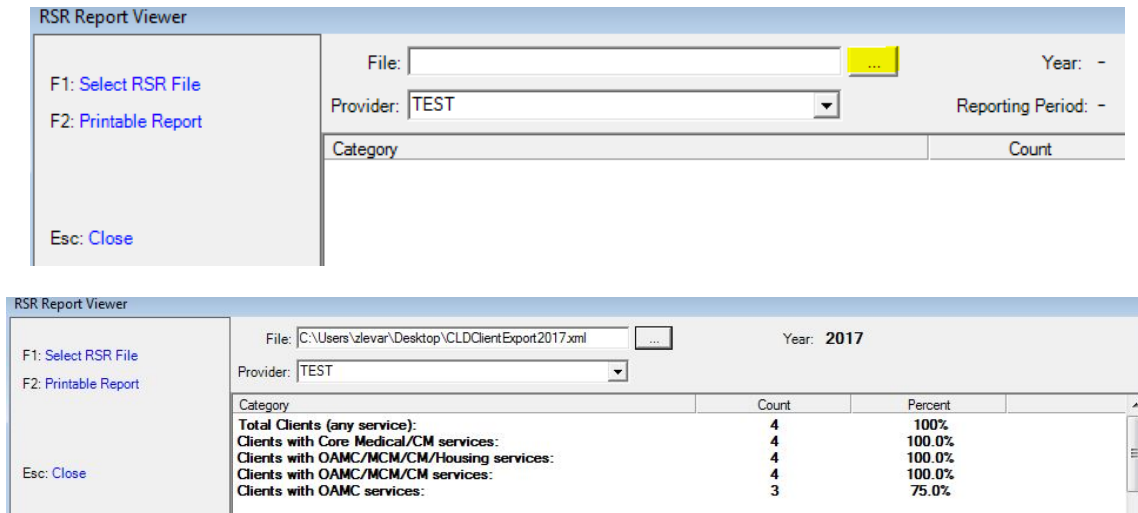 RSR Report Viewer
File: ... Year: -
F1: Select RSR File
Provider: TEST Reporting Period: -
F2: Printable Report
Category Count
Esc: Close
RSR Report Viewer
File: C:\Users\zlevar\Desktop\CLDClientExport2017.xml ... Year: 2017
F1: Select RSR File
Provider: TEST
F2: Printable Report
Category Count Percent
Total Clients (any service): 4 100%
Clients with Core Medical/CM services: 4 100.0%
Clients with OAMC/MCM/CM/Housing services: 4 100.0%
Clients with OAMC/MCM/CM services: 4 100.0%
Clients with OAMC services: 3 75.0%
Esc: Close